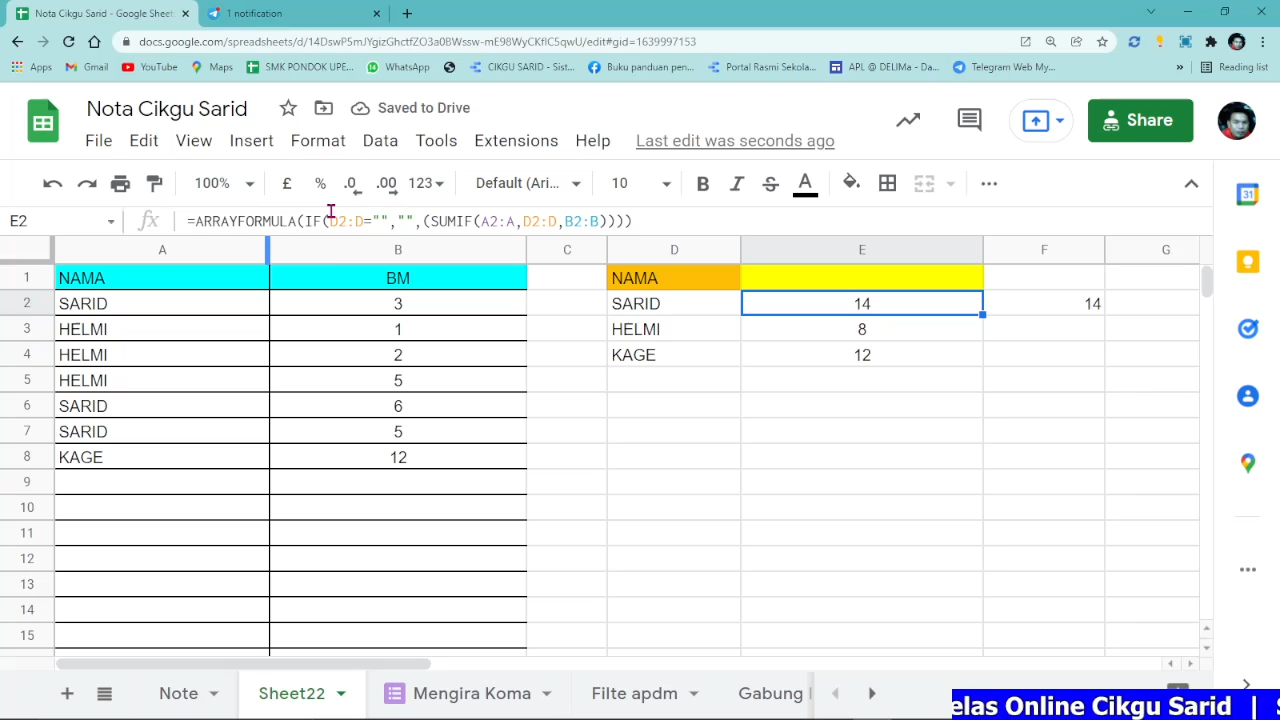 Nota Cikgu Sarid - Google Sheets
1 notification
docs.google.com/spreadsheets/d/14DswP5mJYgizGhctfZO3a0BWssw-mE98WyCKflC5qwU/edit#gid=1639997153
Apps
Gmail
YouTube
Maps
SMK PONDOK UPE...
WhatsApp
CIKGU SARID - Sist...
Buku panduan pen...
Portal Rasmi Sekola...
APL @ DELIMa - Da...
Telegram Web My...
»
Reading list
Nota Cikgu Sarid
Saved to Drive
Share
File Edit View Insert Format Data Tools Extensions Help Last edit was seconds ago
100% £ % .0 .00 123 Default (Ari... 10 B I S A
E2 fx =ARRAYFORMULA(IF(D2:D="","",(SUMIF(A2:A,D2:D,B2:B))))
A B C D E F G
1 NAMA BM NAMA
2 SARID 3 SARID 14 14
3 HELMI 1 HELMI 8
4 HELMI 2 KAGE 12
5 HELMI 5
6 SARID 6
7 SARID 5
8 KAGE 12
9
10
11
12
13
14
15
31
Note Sheet22 Mengira Koma Filte apdm Gabung
elas Online Cikgu Sarid | S